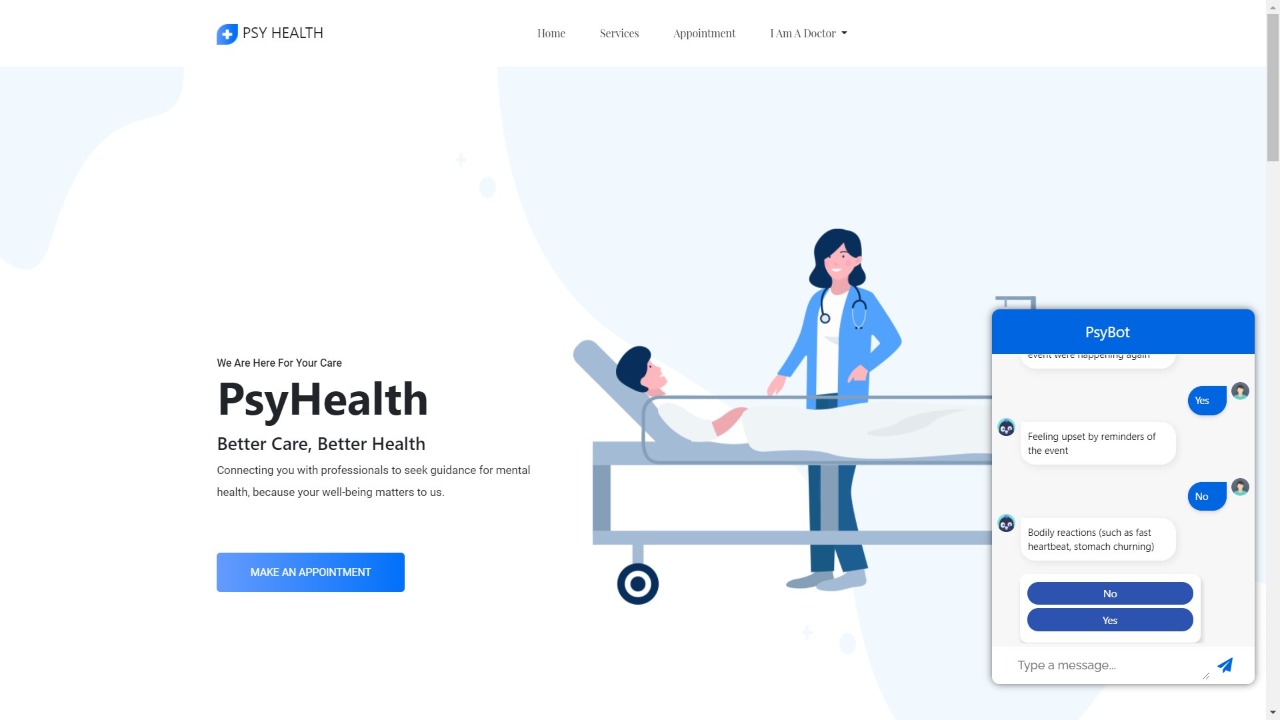 PSY HEALTH
Home
Services
Appointment
I Am A Doctor
We Are Here For Your Care
PsyHealth
Better Care, Better Health
Connecting you with professionals to seek guidance for mental
health, because your well-being matters to us.
MAKE AN APPOINTMENT
PsyBot
event were happening again
Yes
Feeling upset by reminders of
the event
No
Bodily reactions (such as fast
heartbeat, stomach churning)
No
Yes
Type a message...